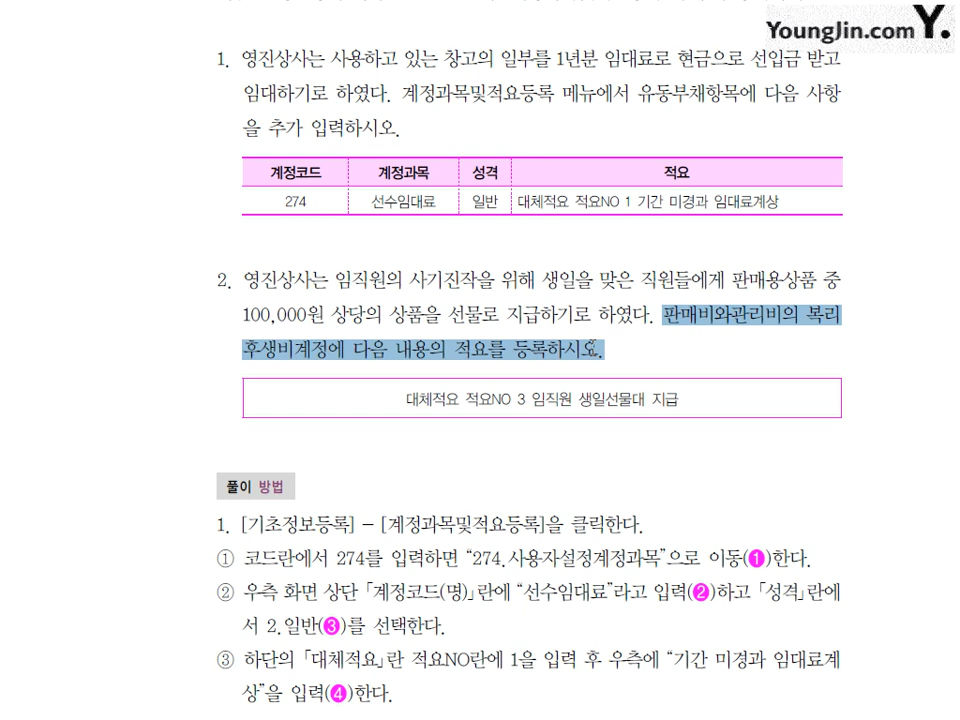 YoungJin.com Y.
1. 영진상사는 사용하고 있는 창고의 일부를 1년분 임대료로 현금으로 선입금 받고
임대하기로 하였다. 계정과목및적요등록 메뉴에서 유동부채항목에 다음 사항
을 추가 입력하시오.
계정코드 계정과목 성격 적요
274 선수임대료 일반 대체적요 적요NO 1 기간 미경과 임대료계상
2. 영진상사는 임직원의 사기진작을 위해 생일을 맞은 직원들에게 판매용상품 중
100,000원 상당의 상품을 선물로 지급하기로 하였다. 판매비와관리비의 복리
후생비계정에 다음 내용의 적요를 등록하시오.
대체적요 적요NO 3 임직원 생일선물대 지급
풀이 방법
1. [기초정보등록] – [계정과목및적요등록]을 클릭한다.
① 코드란에서 274를 입력하면 “274.사용자설정계정과목”으로 이동(❶)한다.
② 우측 화면 상단 「계정코드(명)」란에 “선수임대료”라고 입력(❷)하고 「성격」란에
서 2.일반(❸)를 선택한다.
③ 하단의 「대체적요」란 적요NO란에 1을 입력 후 우측에 “기간 미경과 임대료계
상”을 입력(❹)한다.